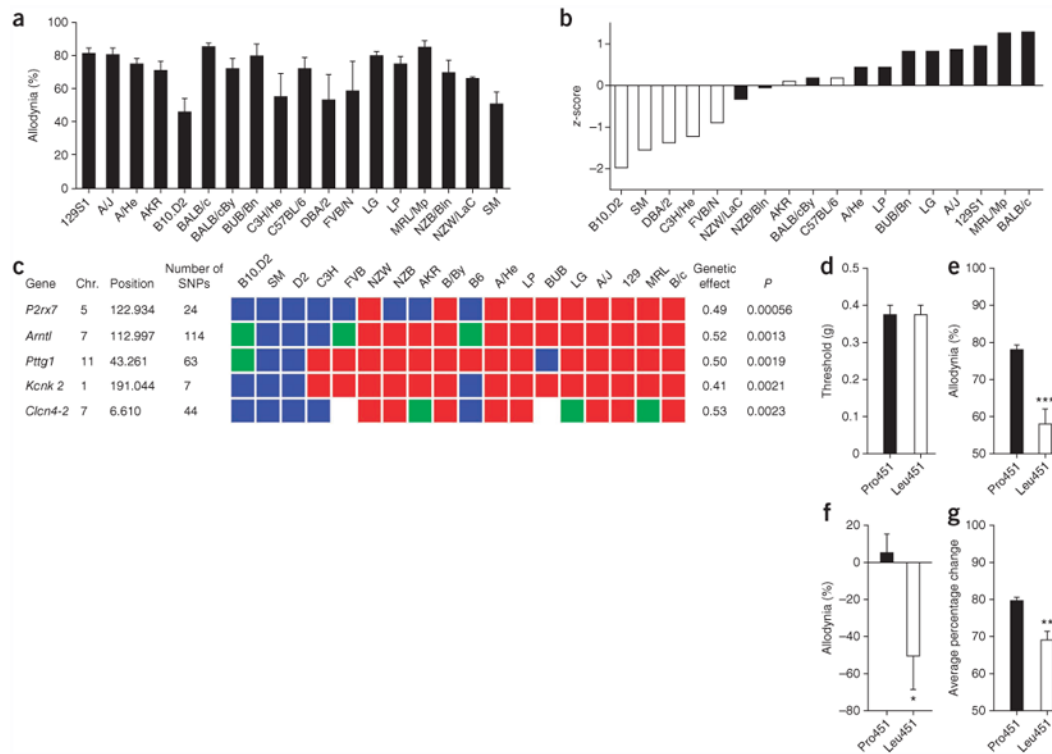 a
Allodynia (%)
100
80
60
40
20
0
129S1
A/J
A/He
AKR
B10.D2
BALB/c
BALB/cBy
BUB/Bn
C3H/He
C57BL/6
DBA/2
FVB/N
LG
LP
MRL/Mp
NZB/Bln
NZW/LaC
SM
b
z-score
1
0
–1
–2
B10.D2
SM
DBA/2
C3H/He
FVB/N
NZW/LaC
NZB/Bln
AKR
BALB/cBy
C57BL/6
A/He
LP
BUB/Bn
LG
A/J
129S1
MRL/Mp
BALB/c
c
Gene Chr. Position Number of SNPs B10.D2 SM D2 C3H FVB NZW NZB AKR B/By B6 A/He LP BUB LG A/J 129 MRL B/c Genetic effect P
P2rx7 5 122.934 24 0.49 0.00056
Arntl 7 112.997 114 0.52 0.0013
Pttg1 11 43.261 63 0.50 0.0019
Kcnk 2 1 191.044 7 0.41 0.0021
Clcn4-2 7 6.610 44 0.53 0.0023
d
Threshold (g)
0.5
0.4
0.3
0.2
0.1
0
Pro451
Leu451
e
Allodynia (%)
100
90
80
70
60
50
***
Pro451
Leu451
f
Allodynia (%)
20
0
–20
–40
–60
–80
*
Pro451
Leu451
g
Average percentage change
100
90
80
70
60
50
**
Pro451
Leu451